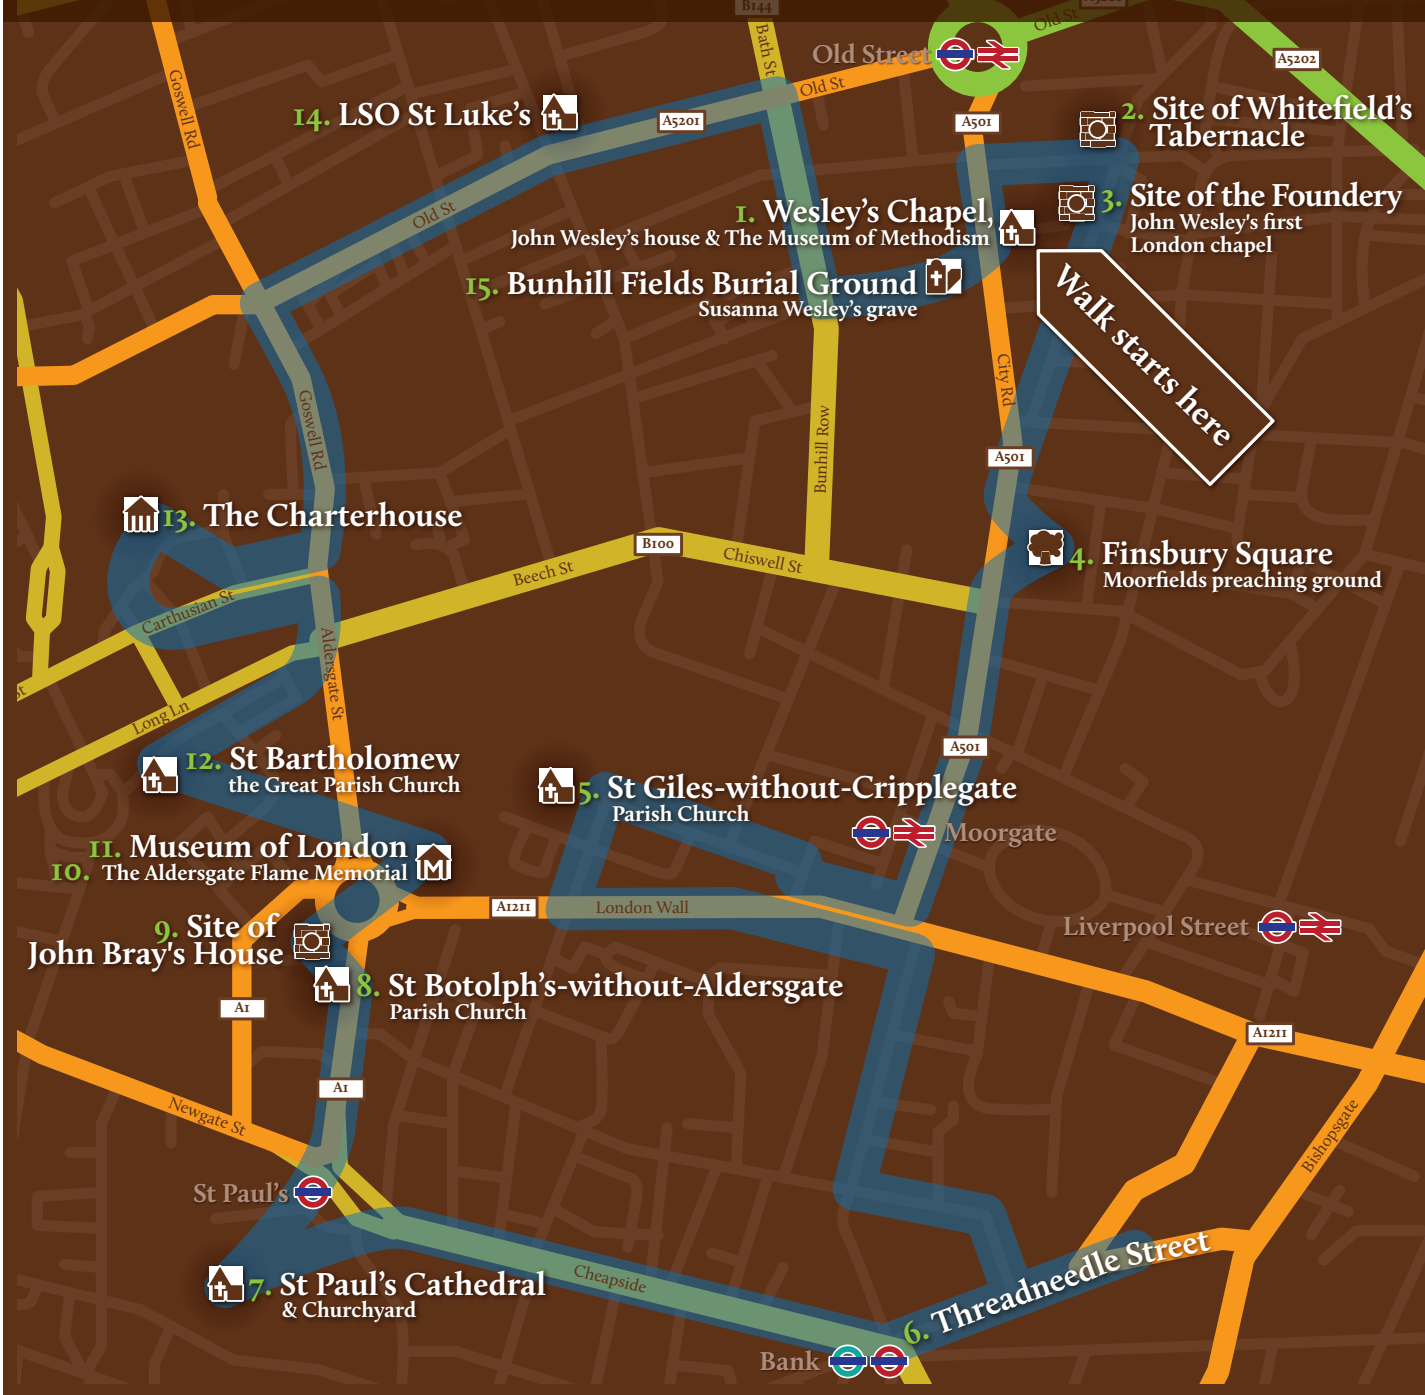 B144
Bath St
Old St
Old Street
Old St
A5202
Goswell Rd
14. LSO St Luke's
A5201
A501
2. Site of Whitefield's
Tabernacle
Old St
1. Wesley's Chapel,
John Wesley's house & The Museum of Methodism
3. Site of the Foundery
John Wesley's first
London chapel
15. Bunhill Fields Burial Ground
Susanna Wesley's grave
Walk starts here
City Rd
Goswell Rd
Bunhill Row
A501
13. The Charterhouse
B100
Chiswell St
Beech St
4. Finsbury Square
Moorfields preaching ground
Carthusian St
Aldersgate St
St
Long Ln
A501
12. St Bartholomew
the Great Parish Church
5. St Giles-without-Cripplegate
Parish Church
Moorgate
11. Museum of London
10. The Aldersgate Flame Memorial
A1211
London Wall
9. Site of
John Bray's House
Liverpool Street
8. St Botolph's-without-Aldersgate
Parish Church
A1
A1211
A1
Newgate St
Bishopsgate
St Paul's
7. St Paul's Cathedral
& Churchyard
Cheapside
6. Threadneedle Street
Bank